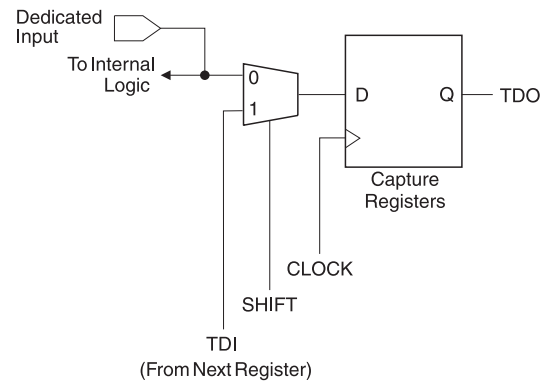 Dedicated
Input
To Internal
Logic
0
1
D
Q
TDO
Capture
Registers
CLOCK
SHIFT
TDI
(From Next Register)